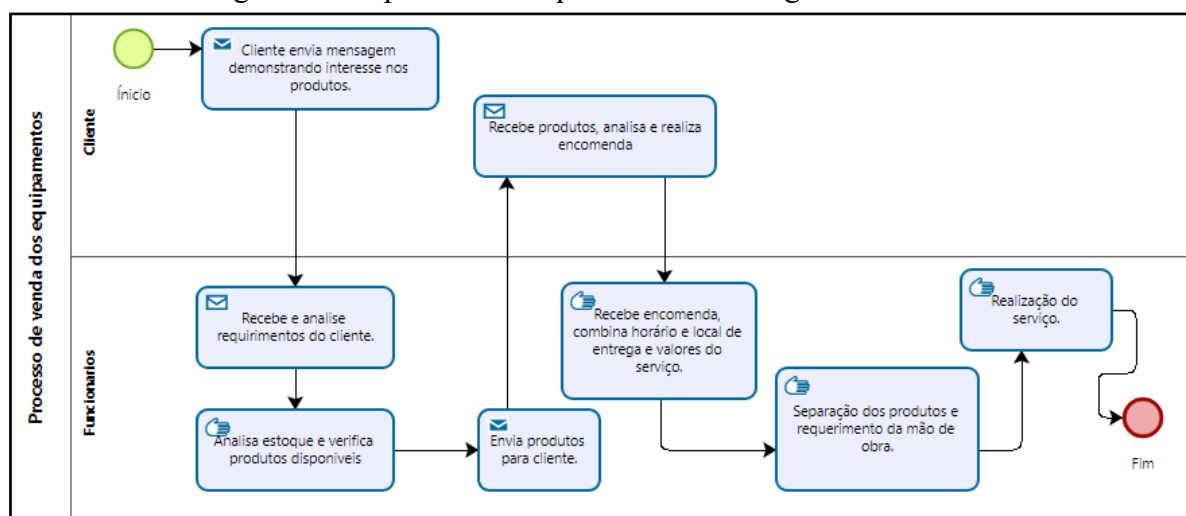 Processo de venda dos equipamentos
Cliente
Ínicio
Cliente envia mensagem
demonstrando interesse nos
produtos.
Recebe produtos, analisa e realiza
encomenda
Funcionarios
Recebe e analise
requirimentos do cliente.
Analisa estoque e verifica
produtos disponiveis
Envia produtos
para cliente.
Recebe encomenda,
combina horário e local de
entrega e valores do
serviço.
Separação dos produtos e
requerimento da mão de
obra.
Realização do
serviço.
Fim